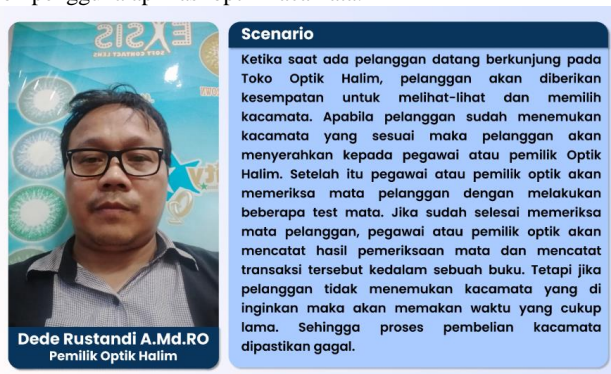 Scenario
Ketika saat ada pelanggan datang berkunjung pada
Toko Optik Halim, pelanggan akan diberikan
kesempatan untuk melihat-lihat dan memilih
kacamata. Apabila pelanggan sudah menemukan
kacamata yang sesuai maka pelanggan akan
menyerahkan kepada pegawai atau pemilik Optik
Halim. Setelah itu pegawai atau pemilik optik akan
memeriksa mata pelanggan dengan melakukan
beberapa test mata. Jika sudah selesai memeriksa
mata pelanggan, pegawai atau pemilik optik akan
mencatat hasil pemeriksaan mata dan mencatat
transaksi tersebut kedalam sebuah buku. Tetapi jika
pelanggan tidak menemukan kacamata yang di
inginkan maka akan memakan waktu yang cukup
lama. Sehingga proses pembelian kacamata
dipastikan gagal.
EXSIS
SOFT CONTACT LENS
Dede Rustandi A.Md.RO
Pemilik Optik Halim